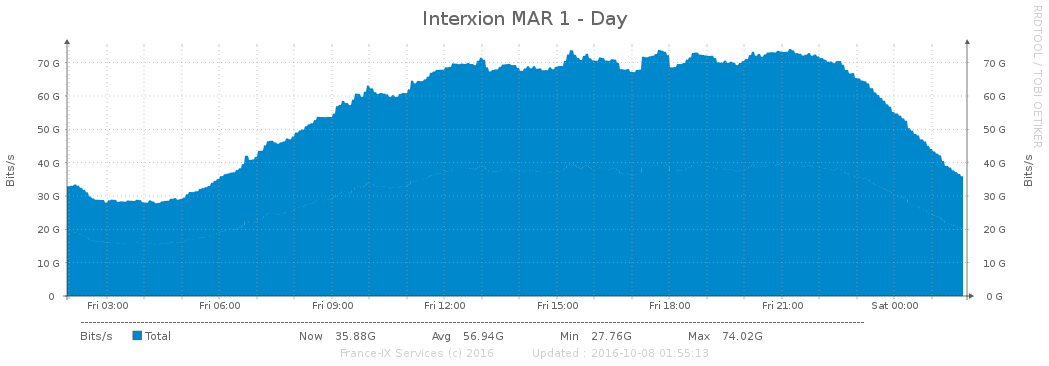 Interxion MAR 1 - Day
RRDTOOL / TOBI OETIKER
Bits/s
Bits/s
70 G 70 G
60 G 60 G
50 G 50 G
40 G 40 G
30 G 30 G
20 G 20 G
10 G 10 G
0 0 G
Fri 03:00 Fri 06:00 Fri 09:00 Fri 12:00 Fri 15:00 Fri 18:00 Fri 21:00 Sat 00:00
Bits/s Total Now 35.88G Avg 56.94G Min 27.76G Max 74.02G
France-IX Services (c) 2016 Updated : 2016-10-08 01:55:13